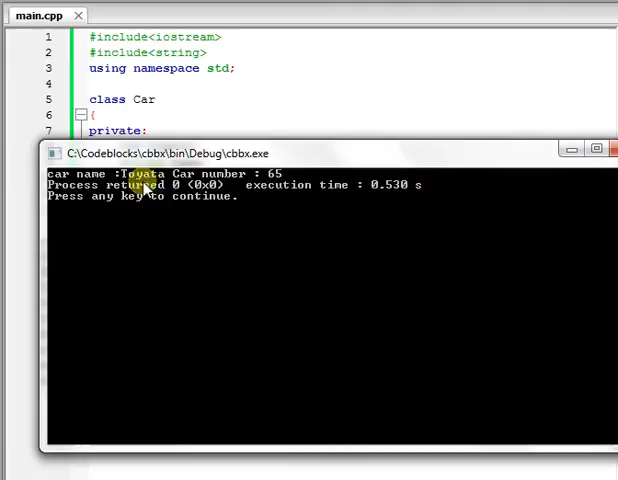 main.cpp
1 #include<iostream>
2 #include<string>
3 using namespace std;
4
5 class Car
6 {
7 private:
C:\Codeblocks\cbbx\bin\Debug\cbbx.exe
car name :Toyata Car number : 65
Process returned 0 (0x0) execution time : 0.530 s
Press any key to continue.